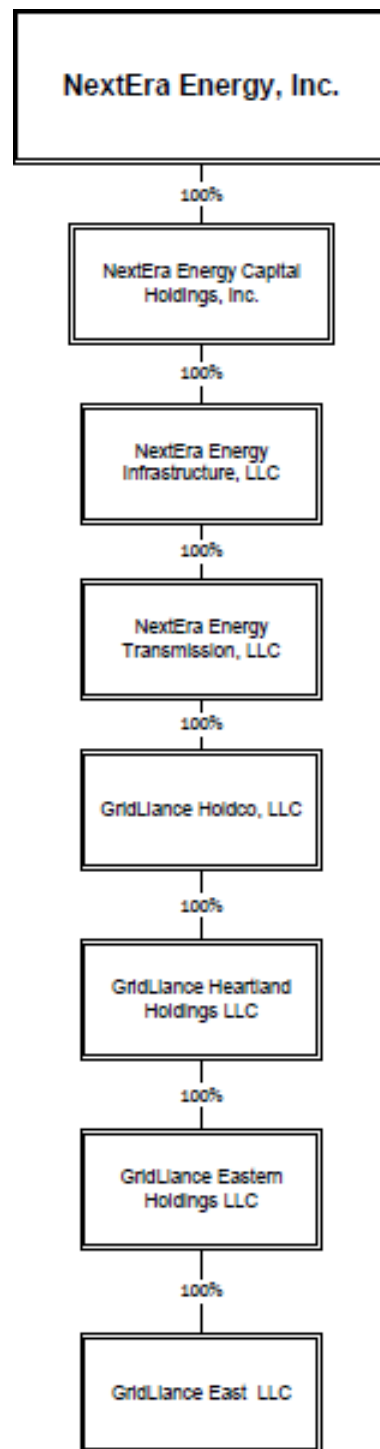 NextEra Energy, Inc.
100%
NextEra Energy Capital
Holdings, Inc.
100%
NextEra Energy
Infrastructure, LLC
100%
NextEra Energy
Transmission, LLC
100%
GridLiance Holdco, LLC
100%
GridLiance Heartland
Holdings LLC
100%
GridLiance Eastern
Holdings LLC
100%
GridLiance East LLC